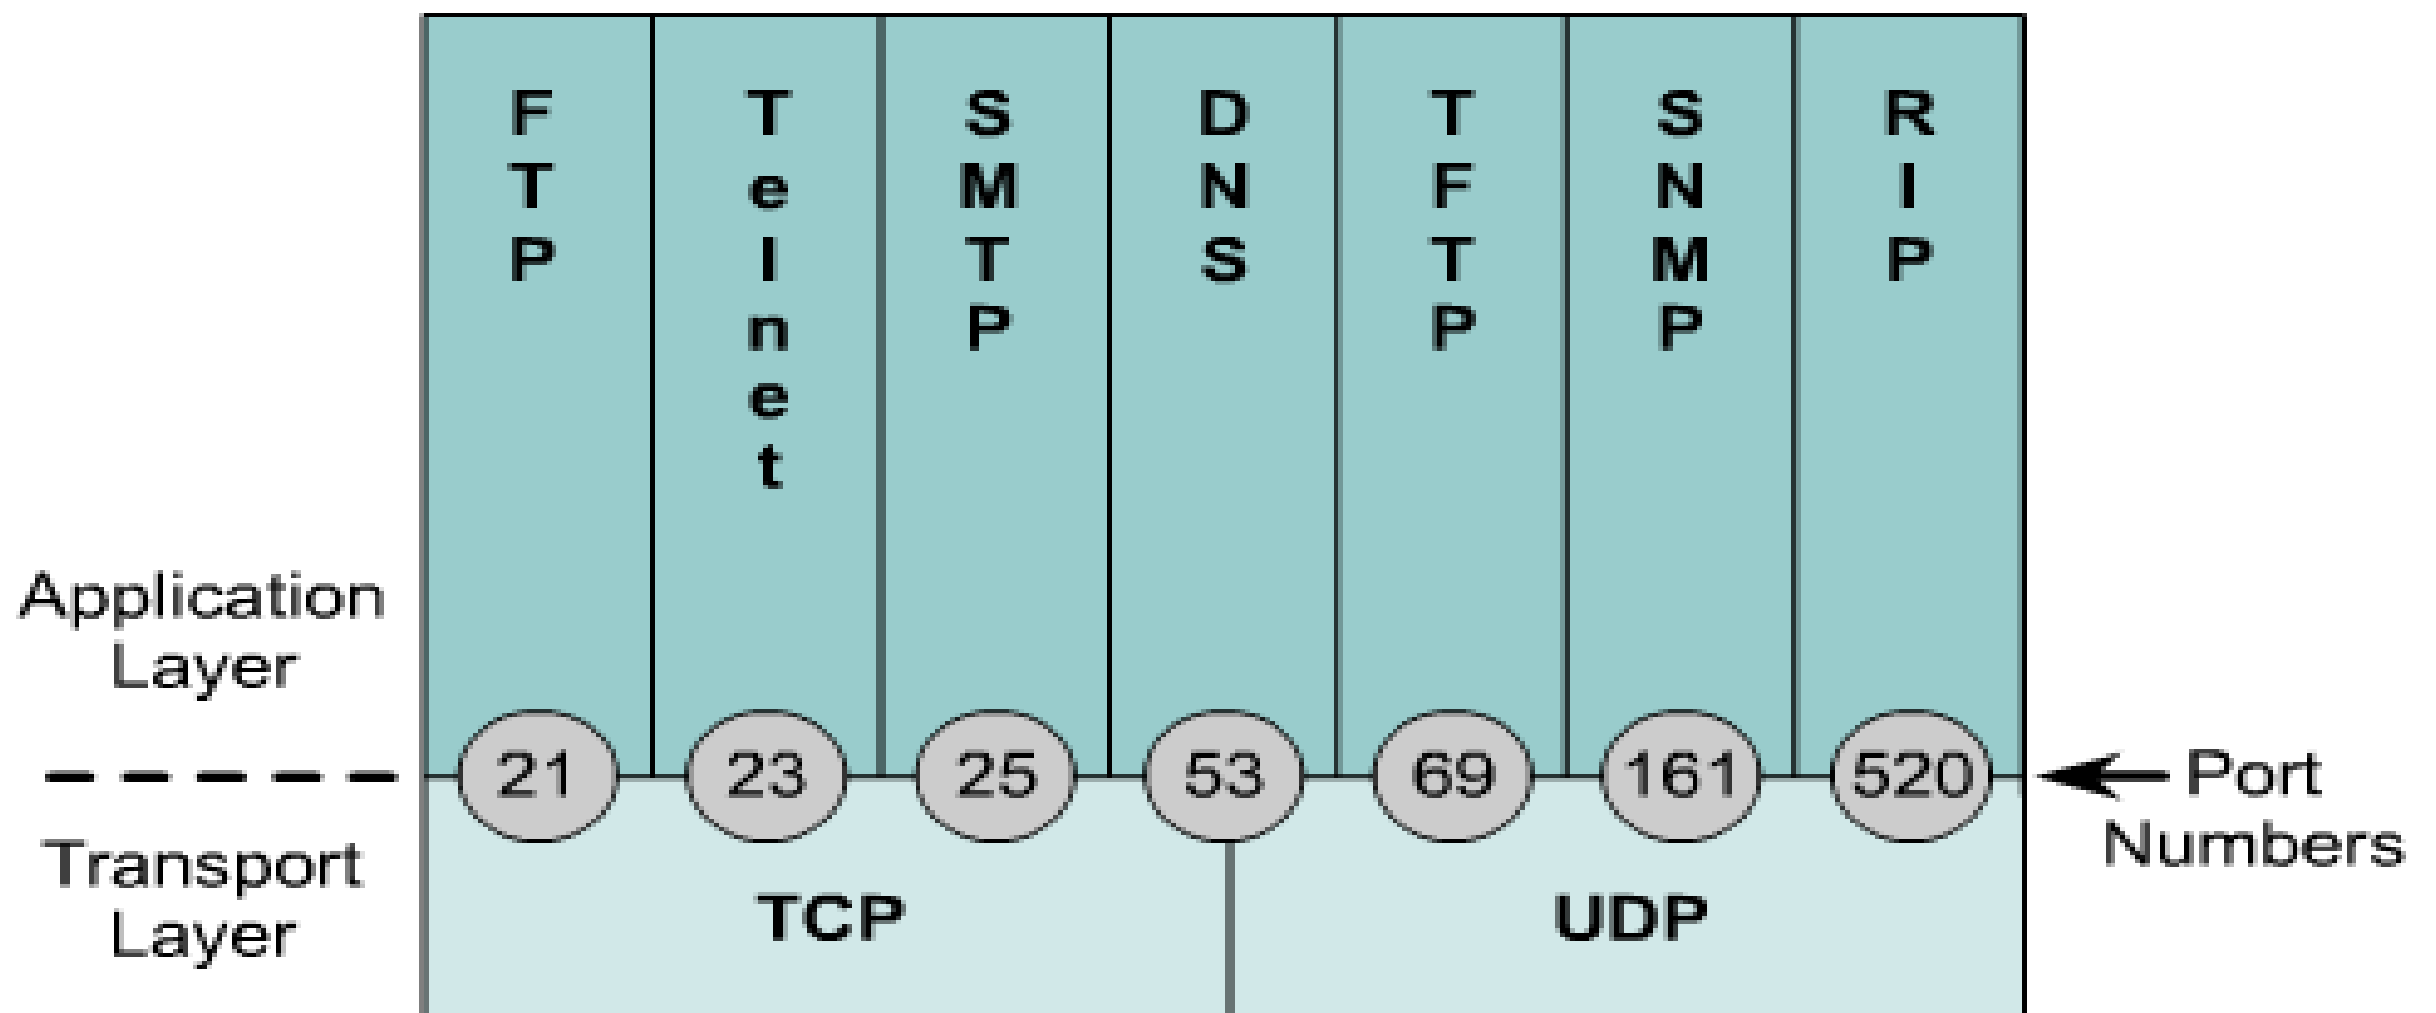 FTP
Telnet
SMTP
DNS
TFTP
SNMP
RIP
Application
Layer
21 23 25 53 69 161 520
Port
Numbers
Transport
Layer
TCP UDP